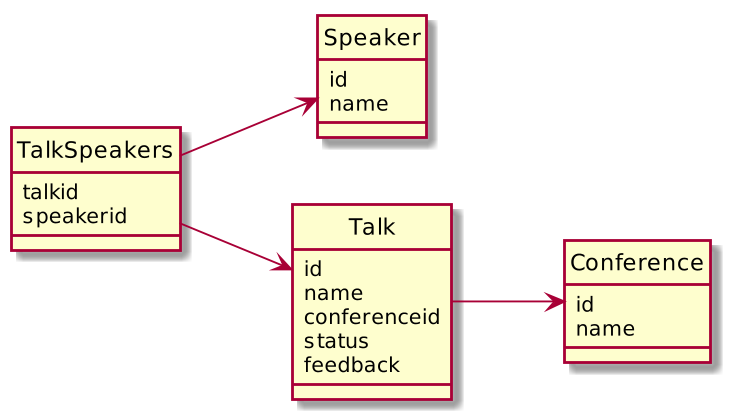 Speaker
id
name
TalkSpeakers
talkid
speakerid
Talk
id
name
conferenceid
status
feedback
Conference
id
name